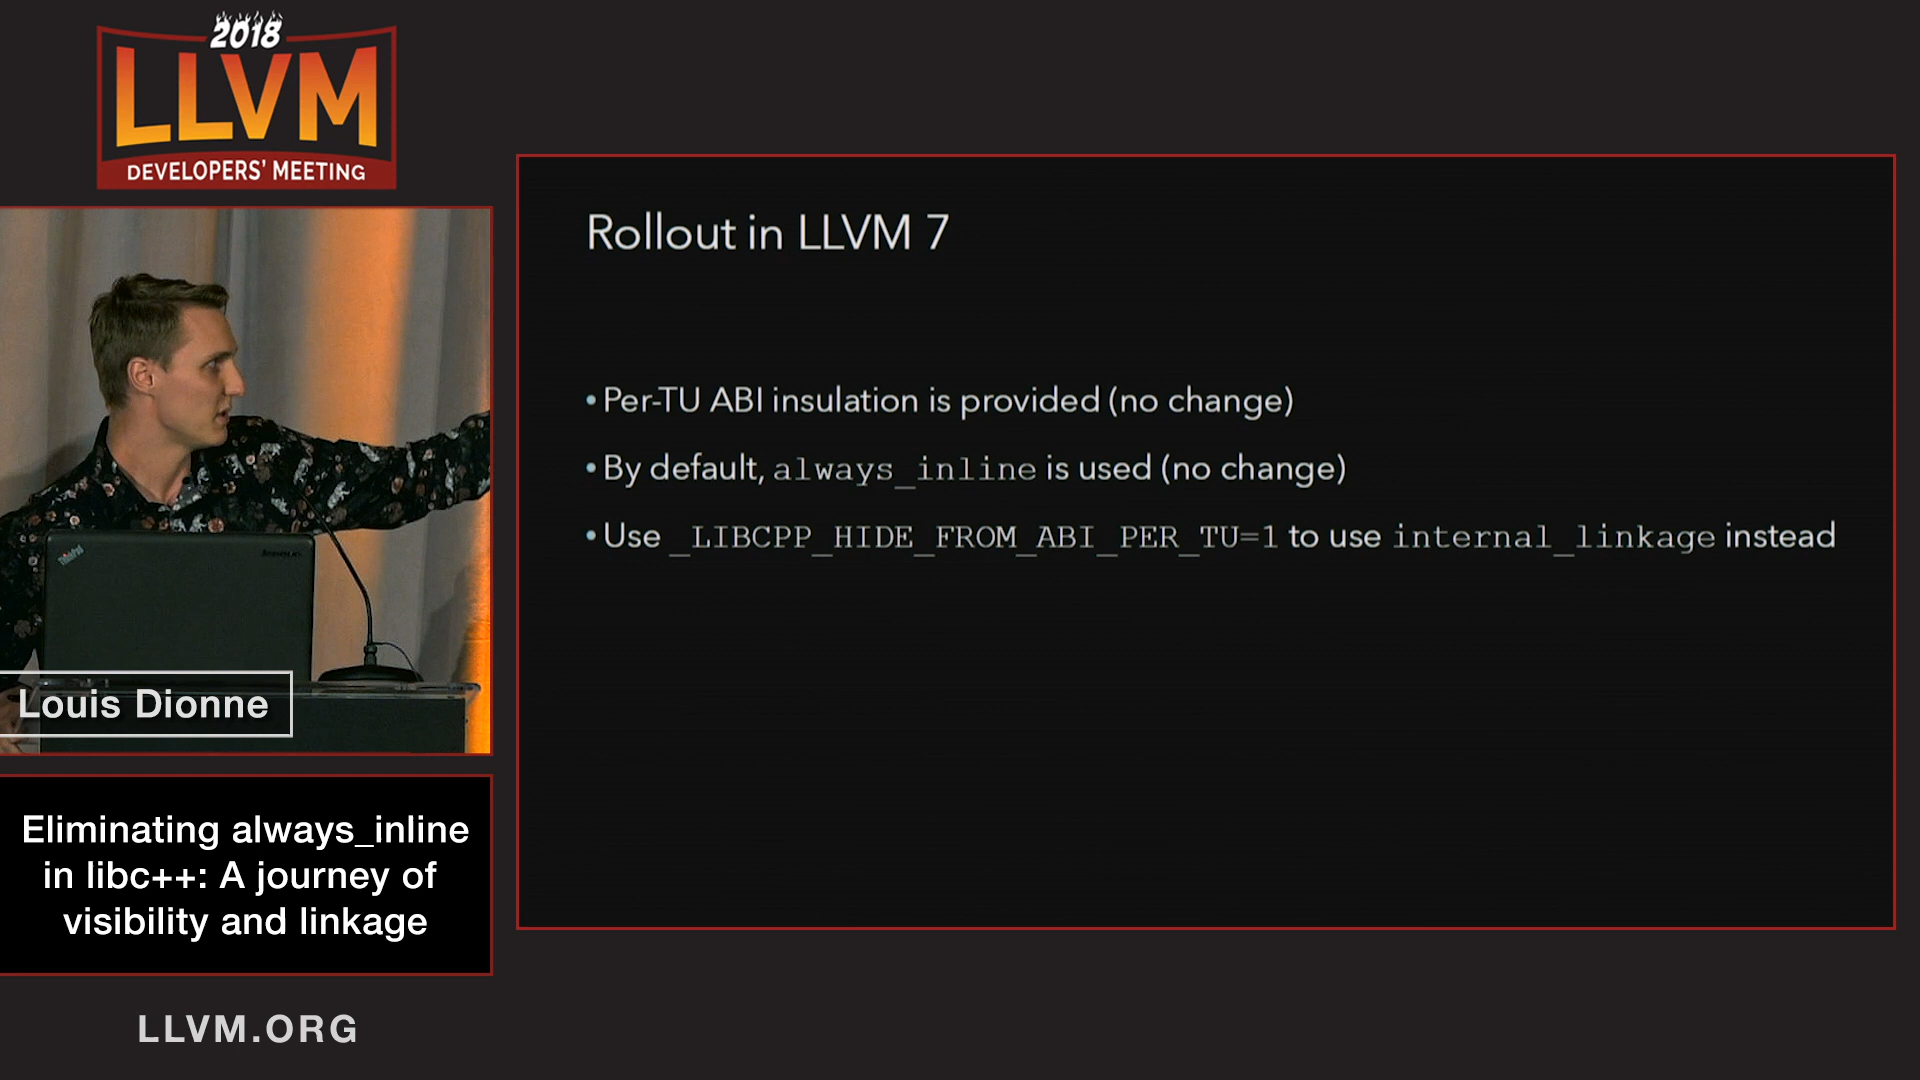 2018
LLVM
DEVELOPERS' MEETING
Rollout in LLVM 7
• Per-TU ABI insulation is provided (no change)
• By default, always_inline is used (no change)
• Use _LIBCPP_HIDE_FROM_ABI_PER_TU=1 to use internal_linkage instead
ThinkPad
Louis Dionne
Eliminating always_inline
in libc++: A journey of
visibility and linkage
LLVM.ORG